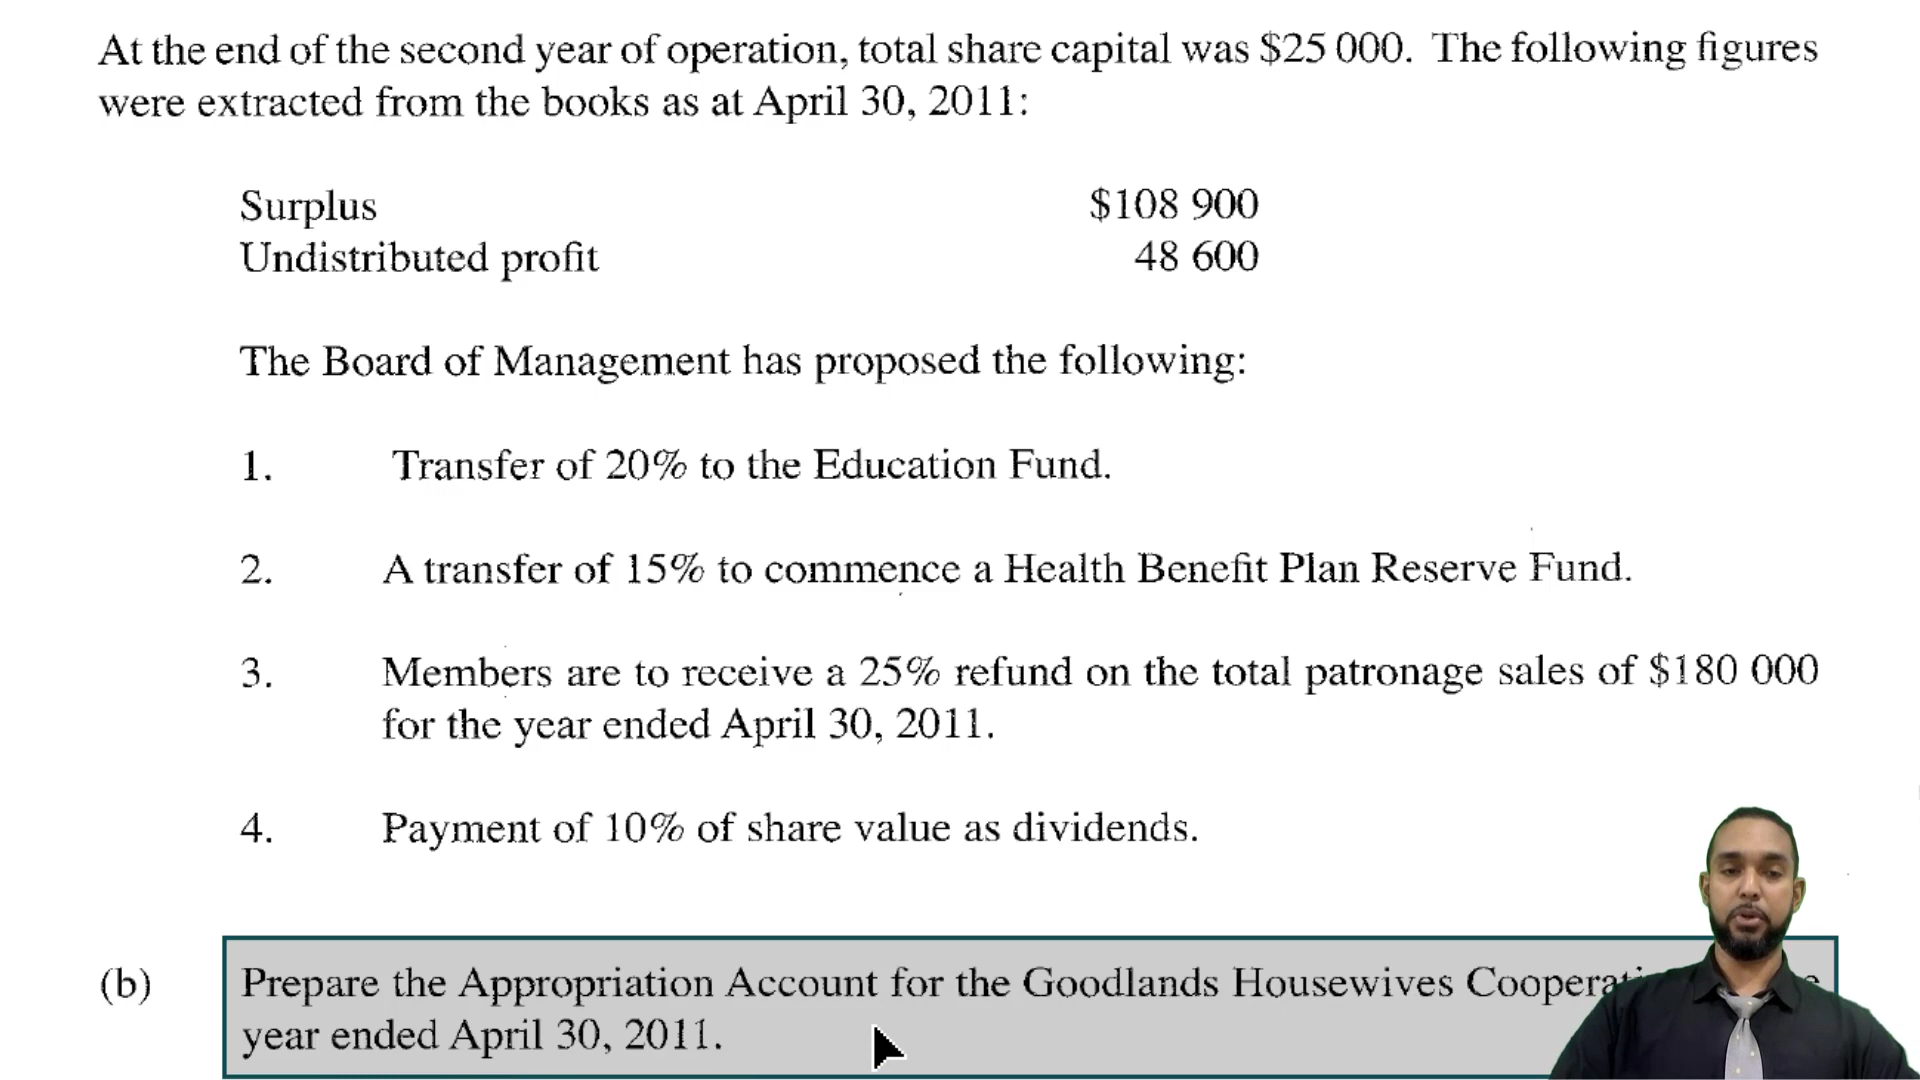 At the end of the second year of operation, total share capital was $25 000. The following figures
were extracted from the books as at April 30, 2011:
Surplus $108 900
Undistributed profit 48 600
The Board of Management has proposed the following:
1. Transfer of 20% to the Education Fund.
2. A transfer of 15% to commence a Health Benefit Plan Reserve Fund.
3. Members are to receive a 25% refund on the total patronage sales of $180 000
for the year ended April 30, 2011.
4. Payment of 10% of share value as dividends.
(b) Prepare the Appropriation Account for the Goodlands Housewives
year ended April 30, 2011.